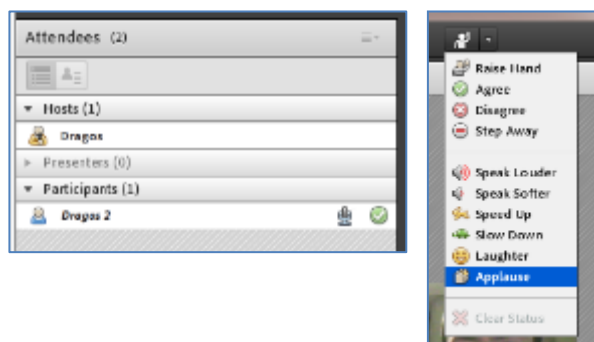 Attendees (2)
Hosts (1)
Dragos
Presenters (0)
Participants (1)
Dragos 2
Raise Hand
Agree
Disagree
Step Away
Speak Louder
Speak Softer
Speed Up
Slow Down
Laughter
Applause
Clear Status